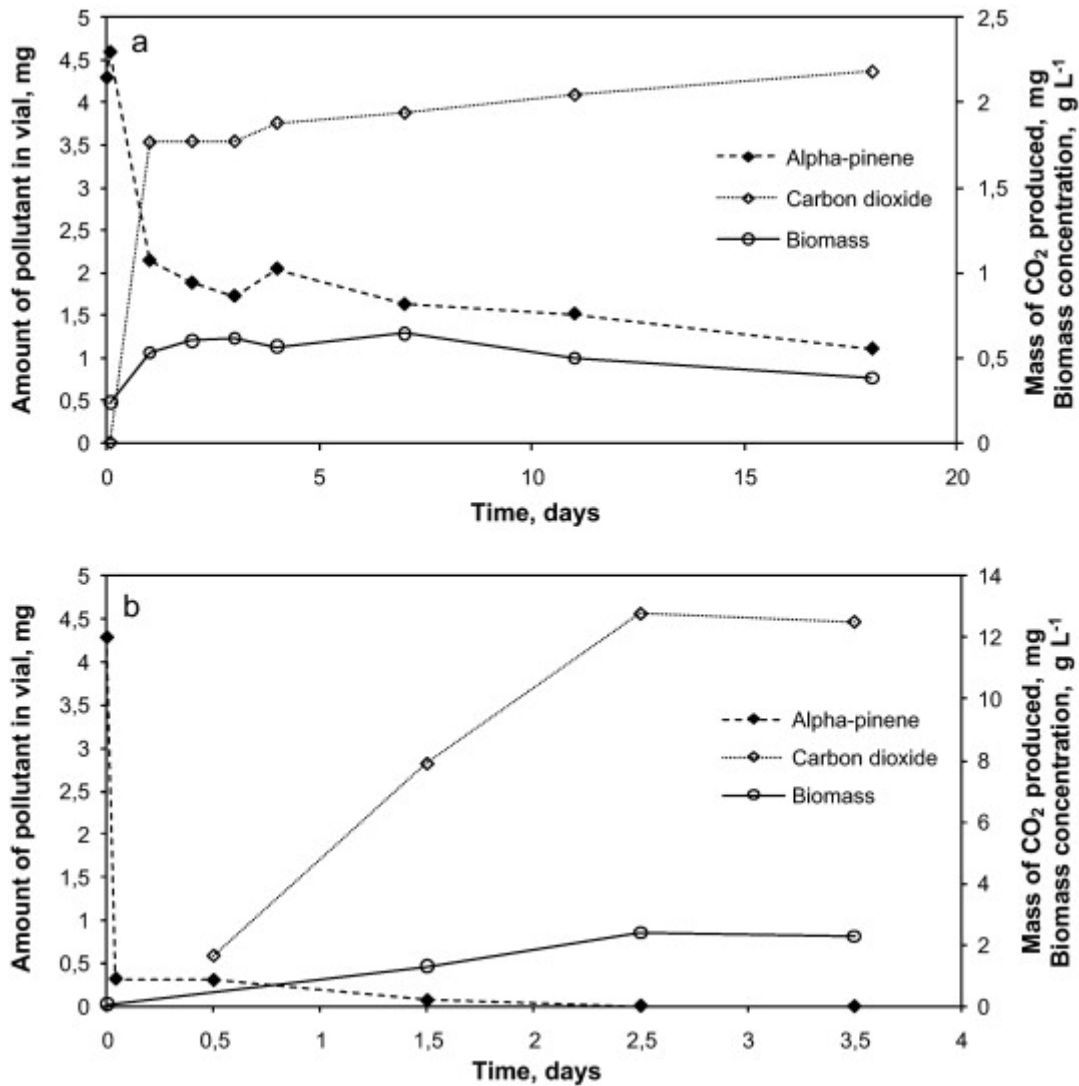 a
Amount of pollutant in vial, mg
5
4,5
4
3,5
3
2,5
2
1,5
1
0,5
0
2,5
2
1,5
1
0,5
0
Mass of CO₂ produced, mg
Biomass concentration, g L⁻¹
Alpha-pinene
Carbon dioxide
Biomass
0 5 10 15 20
Time, days
b
Amount of pollutant in vial, mg
5
4,5
4
3,5
3
2,5
2
1,5
1
0,5
0
14
12
10
8
6
4
2
0
Mass of CO₂ produced, mg
Biomass concentration, g L⁻¹
Alpha-pinene
Carbon dioxide
Biomass
0 0,5 1 1,5 2 2,5 3 3,5 4
Time, days